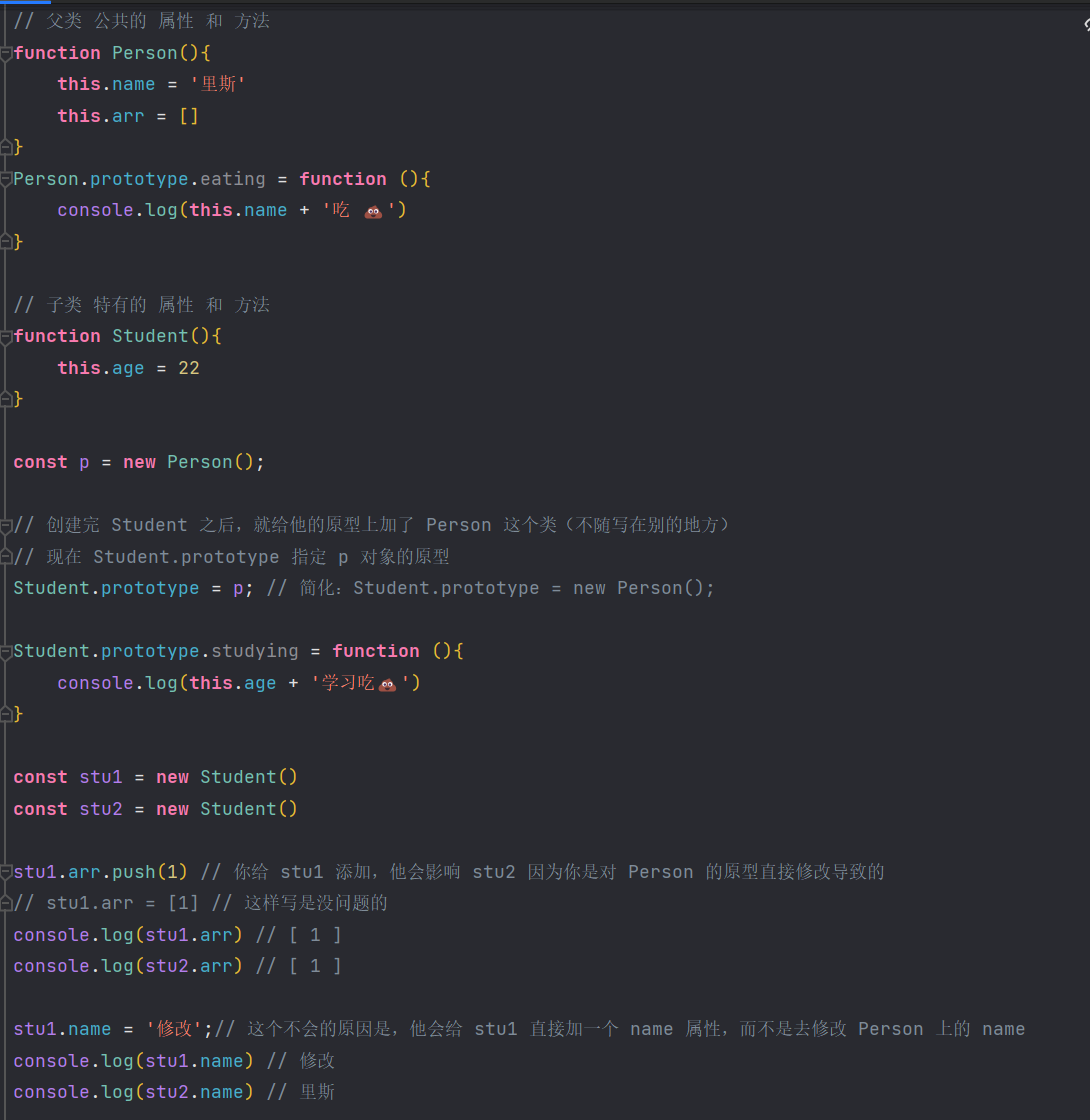 // 父类 公共的 属性 和 方法
function Person(){
    this.name = '里斯'
    this.arr = []
}
Person.prototype.eating = function (){
    console.log(this.name + '吃 💩')
}
// 子类 特有的 属性 和 方法
function Student(){
    this.age = 22
}
const p = new Person();
// 创建完 Student 之后，就给他的原型上加了 Person 这个类（不随写在别的地方）
// 现在 Student.prototype 指定 p 对象的原型
Student.prototype = p; // 简化：Student.prototype = new Person();
Student.prototype.studying = function (){
    console.log(this.age + '学习吃💩')
}
const stu1 = new Student()
const stu2 = new Student()
stu1.arr.push(1) // 你给 stu1 添加，他会影响 stu2 因为你是对 Person 的原型直接修改导致的
// stu1.arr = [1] // 这样写是没问题的
console.log(stu1.arr) // [ 1 ]
console.log(stu2.arr) // [ 1 ]
stu1.name = '修改';// 这个不会的原因是，他会给 stu1 直接加一个 name 属性，而不是去修改 Person 上的 name
console.log(stu1.name) // 修改
console.log(stu2.name) // 里斯